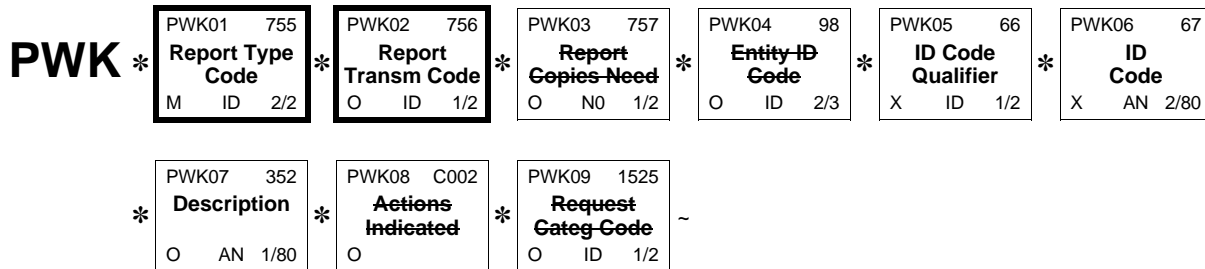 PWK * PWK01 755 * PWK02 756 * PWK03 757 * PWK04 98 * PWK05 66 * PWK06 67
Report Type Report Report Entity ID ID Code ID
Code Transm Code Copies Need Code Qualifier Code
M ID 2/2 O ID 1/2 O N0 1/2 O ID 2/3 X ID 1/2 X AN 2/80
* PWK07 352 * PWK08 C002 * PWK09 1525 ~
Description Actions Request
Indicated Categ Code
O AN 1/80 O O ID 1/2